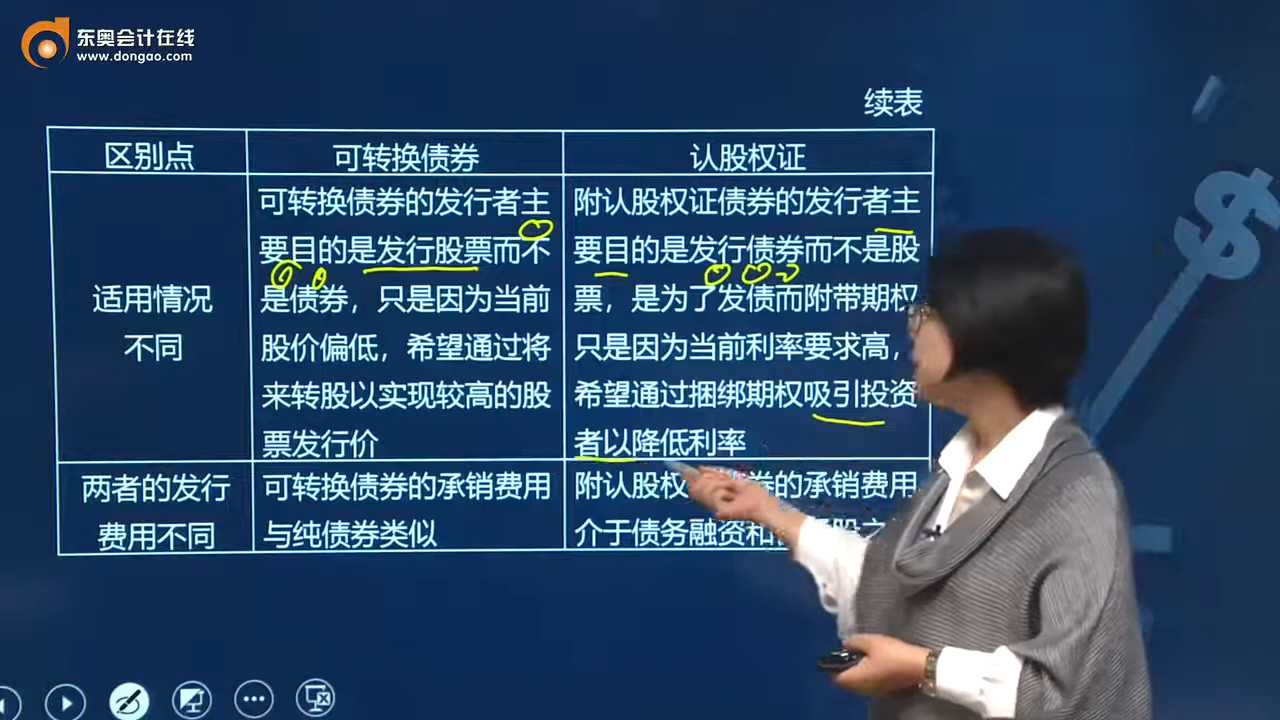 东奥会计在线
www.dongao.com
续表
区别点
可转换债券
认股权证
适用情况
不同
可转换债券的发行者主
要目的是发行股票而不
是债券，只是因为当前
股价偏低，希望通过将
来转股以实现较高的股
票发行价
附认股权证债券的发行者主
要目的是发行债券而不是股
票，是为了发债而附带期权
只是因为当前利率要求高，
希望通过捆绑期权吸引投资
者以降低利率
两者的发行
费用不同
可转换债券的承销费用
与纯债券类似
附认股权 券的承销费用
介于债务融资和